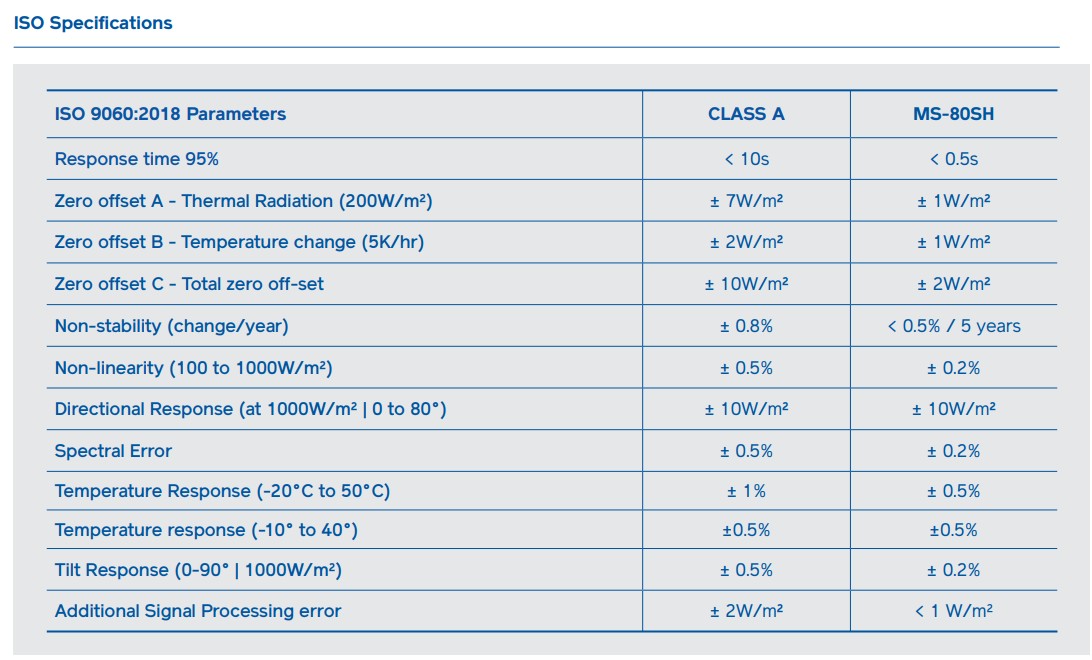 ISO Specifications
ISO 9060:2018 Parameters CLASS A MS-80SH
Response time 95% < 10s < 0.5s
Zero offset A - Thermal Radiation (200W/m²) ± 7W/m² ± 1W/m²
Zero offset B - Temperature change (5K/hr) ± 2W/m² ± 1W/m²
Zero offset C - Total zero off-set ± 10W/m² ± 2W/m²
Non-stability (change/year) ± 0.8% < 0.5% / 5 years
Non-linearity (100 to 1000W/m²) ± 0.5% ± 0.2%
Directional Response (at 1000W/m² | 0 to 80°) ± 10W/m² ± 10W/m²
Spectral Error ± 0.5% ± 0.2%
Temperature Response (-20°C to 50°C) ± 1% ± 0.5%
Temperature response (-10° to 40°) ±0.5% ±0.5%
Tilt Response (0-90° | 1000W/m²) ± 0.5% ± 0.2%
Additional Signal Processing error ± 2W/m² < 1 W/m²